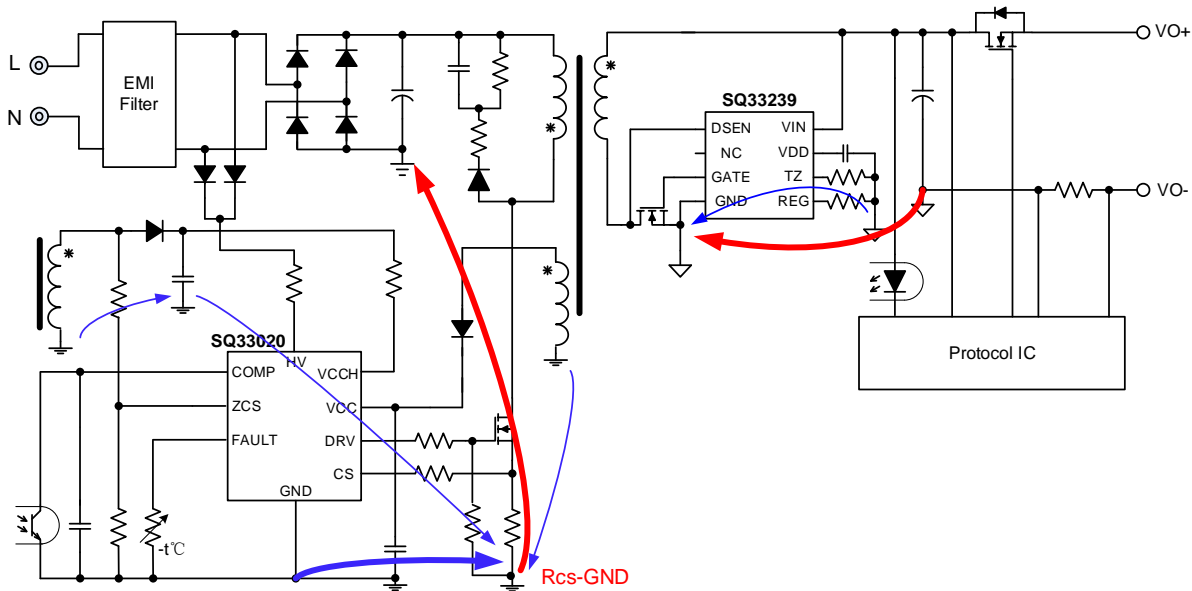 L
N
EMI
Filter
*
*
*
*
SQ33239
DSEN
VIN
NC
VDD
GATE
TZ
GND
REG
VO+
VO-
Protocol IC
SQ33020
HV
COMP
VCCH
ZCS
VCC
FAULT
DRV
CS
GND
-t℃
Rcs-GND